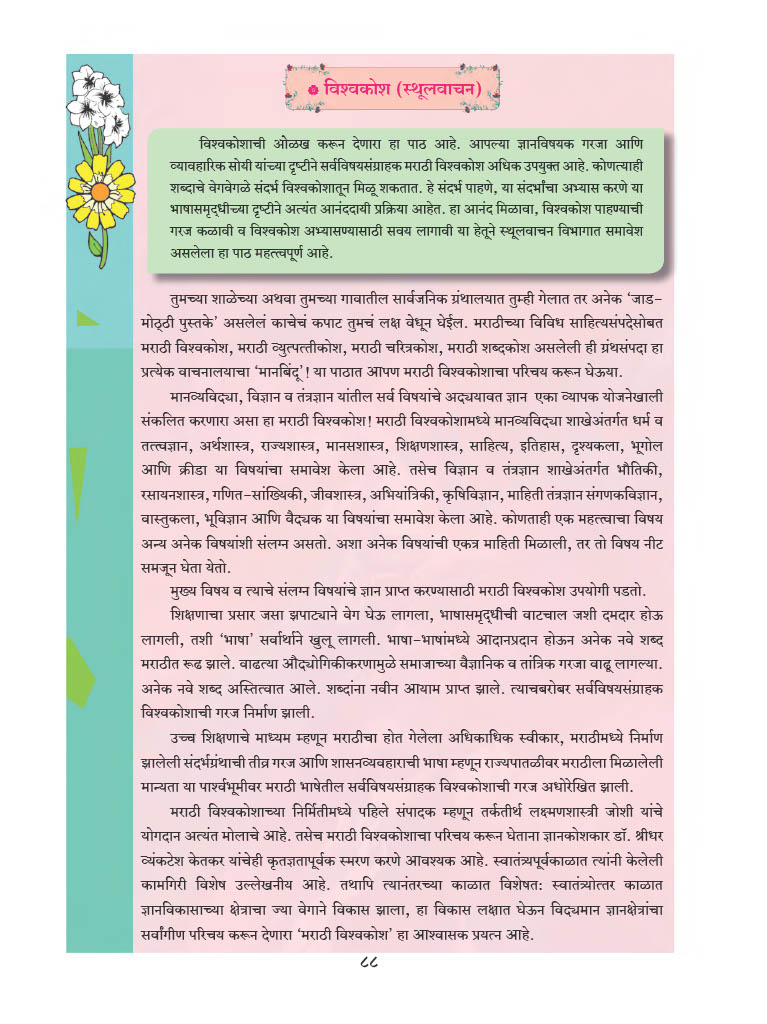 विश्वकोश (स्थूलवाचन)
विश्वकोशाची ओळख करून देणारा हा पाठ आहे. आपल्या ज्ञानविषयक गरजा आणि
व्यावहारिक सोयी यांच्या दृष्टीने सर्वविषयसंग्राहक मराठी विश्वकोश अधिक उपयुक्त आहे. कोणत्याही
शब्दाचे वेगवेगळे संदर्भ विश्वकोशातून मिळू शकतात. हे संदर्भ पाहणे, या संदर्भांचा अभ्यास करणे या
भाषासमृद्धीच्या दृष्टीने अत्यंत आनंददायी प्रक्रिया आहेत. हा आनंद मिळावा, विश्वकोश पाहण्याची
गरज कळावी व विश्वकोश अभ्यासण्यासाठी सवय लागावी या हेतूने स्थूलवाचन विभागात समावेश
असलेला हा पाठ महत्त्वपूर्ण आहे.
तुमच्या शाळेच्या अथवा तुमच्या गावातील सार्वजनिक ग्रंथालयात तुम्ही गेलात तर अनेक ‘जाड-
मोठ्ठी पुस्तके’ असलेलं काचेचं कपाट तुमचं लक्ष वेधून घेईल. मराठीच्या विविध साहित्यसंपदेसोबत
मराठी विश्वकोश, मराठी व्युत्पत्तीकोश, मराठी चरित्रकोश, मराठी शब्दकोश असलेली ही ग्रंथसंपदा हा
प्रत्येक वाचनालयाचा ‘मानबिंदू’! या पाठात आपण मराठी विश्वकोशाचा परिचय करून घेऊया.
मानव्यविद्या, विज्ञान व तंत्रज्ञान यांतील सर्व विषयांचे अद्ययावत ज्ञान एका व्यापक योजनेखाली
संकलित करणारा असा हा मराठी विश्वकोश! मराठी विश्वकोशामध्ये मानव्यविद्या शाखेअंतर्गत धर्म व
तत्त्वज्ञान, अर्थशास्त्र, राज्यशास्त्र, मानसशास्त्र, शिक्षणशास्त्र, साहित्य, इतिहास, दृश्यकला, भूगोल
आणि क्रीडा या विषयांचा समावेश केला आहे. तसेच विज्ञान व तंत्रज्ञान शाखेअंतर्गत भौतिकी,
रसायनशास्त्र, गणित-सांख्यिकी, जीवशास्त्र, अभियांत्रिकी, कृषिविज्ञान, माहिती तंत्रज्ञान संगणकविज्ञान,
वास्तुकला, भूविज्ञान आणि वैद्यक या विषयांचा समावेश केला आहे. कोणताही एक महत्त्वाचा विषय
अन्य अनेक विषयांशी संलग्न असतो. अशा अनेक विषयांची एकत्र माहिती मिळाली, तर तो विषय नीट
समजून घेता येतो.
मुख्य विषय व त्याचे संलग्न विषयांचे ज्ञान प्राप्त करण्यासाठी मराठी विश्वकोश उपयोगी पडतो.
शिक्षणाचा प्रसार जसा झपाट्याने वेग घेऊ लागला, भाषासमृद्धीची वाटचाल जशी दमदार होऊ
लागली, तशी ‘भाषा’ सर्वार्थाने खुलू लागली. भाषा-भाषांमध्ये आदानप्रदान होऊन अनेक नवे शब्द
मराठीत रूढ झाले. वाढत्या औद्योगिकीकरणामुळे समाजाच्या वैज्ञानिक व तांत्रिक गरजा वाढू लागल्या.
अनेक नवे शब्द अस्तित्वात आले. शब्दांना नवीन आयाम प्राप्त झाले. त्याचबरोबर सर्वविषयसंग्राहक
विश्वकोशाची गरज निर्माण झाली.
उच्च शिक्षणाचे माध्यम म्हणून मराठीचा होत गेलेला अधिकाधिक स्वीकार, मराठीमध्ये निर्माण
झालेली संदर्भग्रंथाची तीव्र गरज आणि शासनव्यवहाराची भाषा म्हणून राज्यपातळीवर मराठीला मिळालेली
मान्यता या पार्श्वभूमीवर मराठी भाषेतील सर्वविषयसंग्राहक विश्वकोशाची गरज अधोरेखित झाली.
मराठी विश्वकोशाच्या निर्मितीमध्ये पहिले संपादक म्हणून तर्कतीर्थ लक्ष्मणशास्त्री जोशी यांचे
योगदान अत्यंत मोलाचे आहे. तसेच मराठी विश्वकोशाचा परिचय करून घेताना ज्ञानकोशकार डॉ. श्रीधर
व्यंकटेश केतकर यांचेही कृतज्ञतापूर्वक स्मरण करणे आवश्यक आहे. स्वातंत्र्यपूर्वकाळात त्यांनी केलेली
कामगिरी विशेष उल्लेखनीय आहे. तथापि त्यानंतरच्या काळात विशेषत: स्वातंत्र्योत्तर काळात
ज्ञानविकासाच्या क्षेत्राचा ज्या वेगाने विकास झाला, हा विकास लक्षात घेऊन विद्यमान ज्ञानक्षेत्रांचा
सर्वांगीण परिचय करून देणारा ‘मराठी विश्वकोश’ हा आश्वासक प्रयत्न आहे.
८८